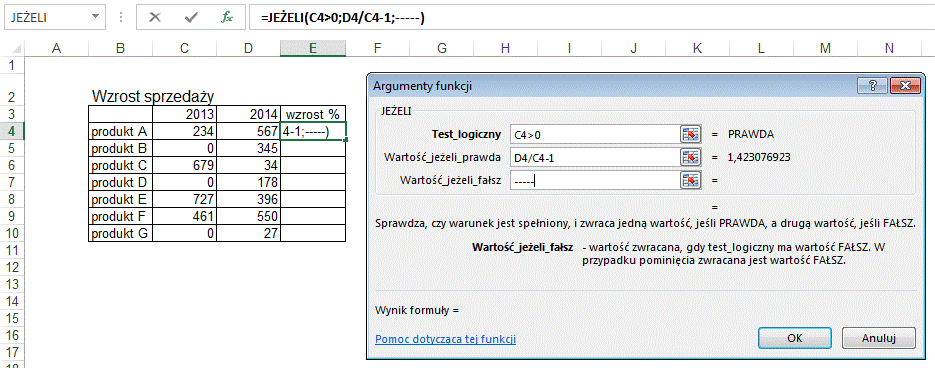 JEŻELI =JEŻELI(C4>0;D4/C4-1;-----)
A B C D E F G H I J K L M N
1
2 Wzrost sprzedaży
3 2013 2014 wzrost %
4 produkt A 234 567 4-1;-----)
5 produkt B 0 345
6 produkt C 679 34
7 produkt D 0 178
8 produkt E 727 396
9 produkt F 461 550
10 produkt G 0 27
11
12
13
14
15
16
17
18
Argumenty funkcji
JEŻELI
Test_logiczny C4>0 = PRAWDA
Wartość_jeżeli_prawda D4/C4-1 = 1,423076923
Wartość_jeżeli_fałsz ----- =
=
Sprawdza, czy warunek jest spełniony, i zwraca jedną wartość, jeśli PRAWDA, a drugą wartość, jeśli FAŁSZ.
Wartość_jeżeli_fałsz - wartość zwracana, gdy test_logiczny ma wartość FAŁSZ. W
przypadku pominięcia zwracana jest wartość FAŁSZ.
Wynik formuły =
Pomoc dotycząca tej funkcji OK Anuluj